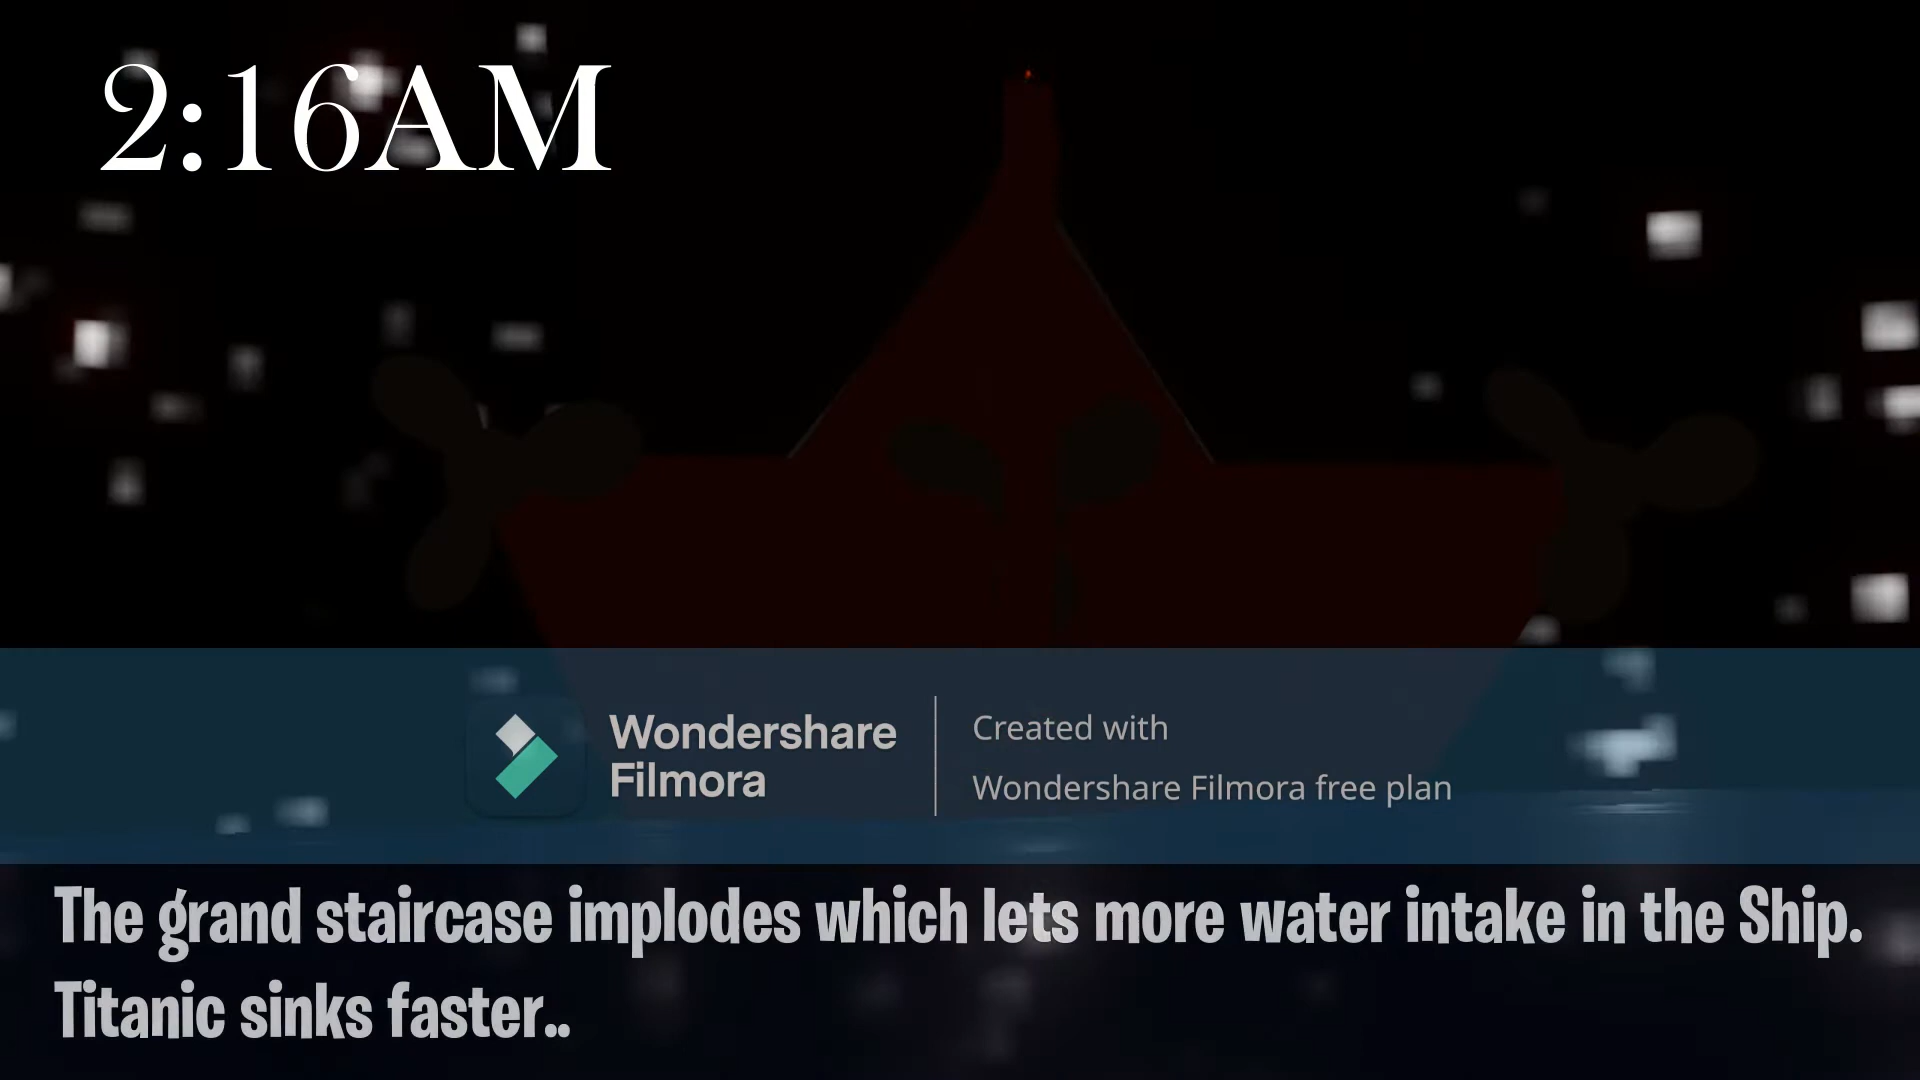 2:16AM
Wondershare
Filmora
Created with
Wondershare Filmora free plan
The grand staircase implodes which lets more water intake in the Ship.
Titanic sinks faster..